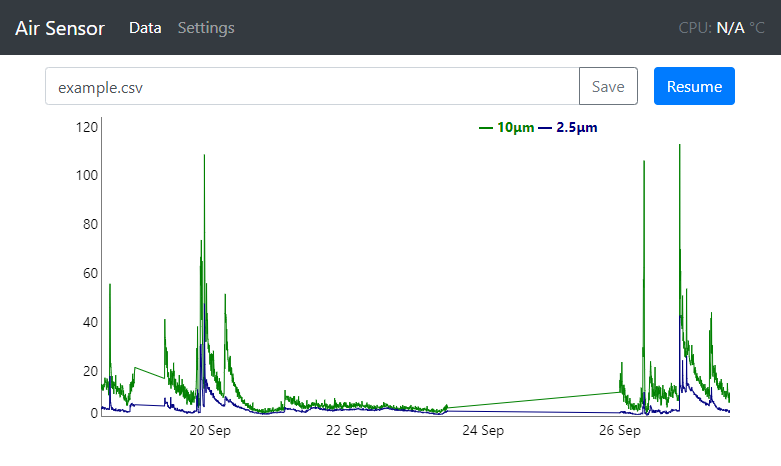 Air Sensor Data Settings CPU: N/A °C
example.csv Save Resume
10μm 2.5μm
120
100
80
60
40
20
0
20 Sep 22 Sep 24 Sep 26 Sep